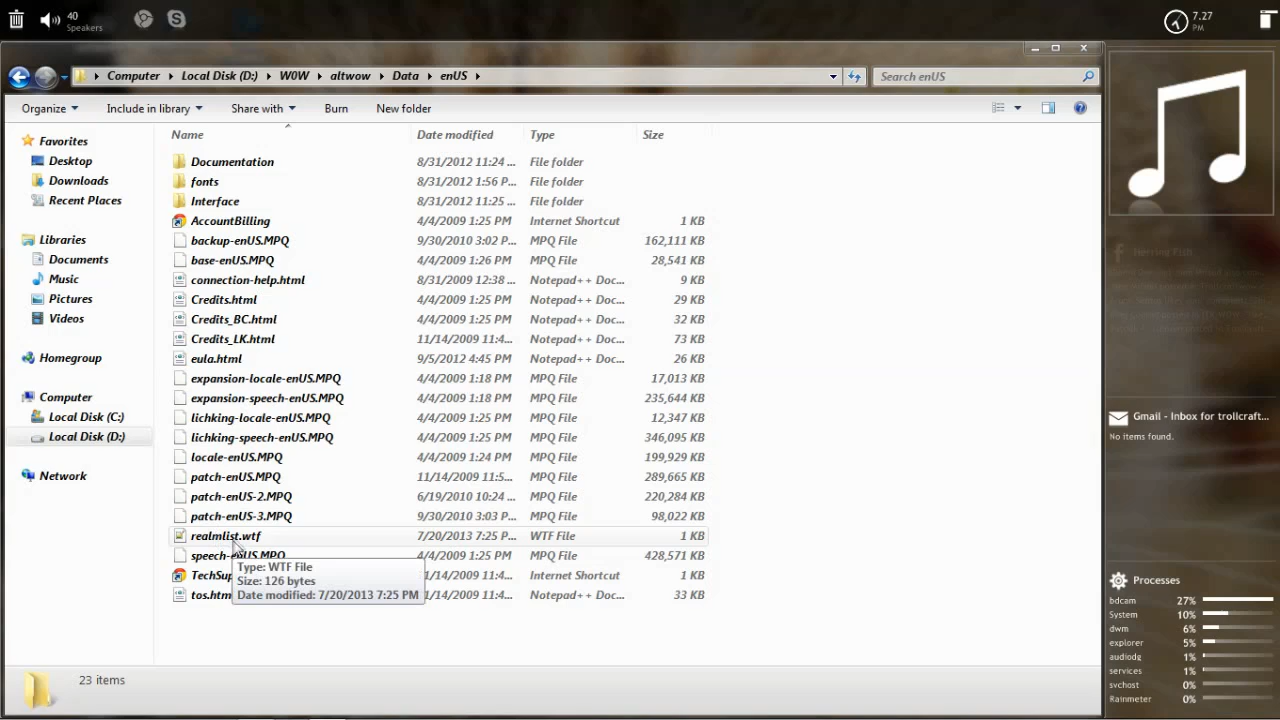 40
Speakers
7.27
PM
Computer Local Disk (D:) W0W altwow Data enUS
Search enUS
Organize Include in library Share with Burn New folder
Name Date modified Type Size
Favorites
Desktop
Downloads
Recent Places
Libraries
Documents
Music
Pictures
Videos
Homegroup
Computer
Local Disk (C:)
Local Disk (D:)
Network
Documentation 8/31/2012 11:24 ... File folder
fonts 8/31/2012 1:56 P... File folder
Interface 8/31/2012 11:25 ... File folder
AccountBilling 4/4/2009 1:25 PM Internet Shortcut 1 KB
backup-enUS.MPQ 9/30/2010 3:02 P... MPQ File 162,111 KB
base-enUS.MPQ 4/4/2009 1:26 PM MPQ File 28,541 KB
connection-help.html 8/31/2009 12:38 ... Notepad++ Doc... 9 KB
Credits.html 4/4/2009 1:25 PM Notepad++ Doc... 29 KB
Credits_BC.html 4/4/2009 1:25 PM Notepad++ Doc... 32 KB
Credits_LK.html 11/14/2009 11:4... Notepad++ Doc... 73 KB
eula.html 9/5/2012 4:45 PM Notepad++ Doc... 26 KB
expansion-locale-enUS.MPQ 4/4/2009 1:18 PM MPQ File 17,013 KB
expansion-speech-enUS.MPQ 4/4/2009 1:18 PM MPQ File 235,644 KB
lichking-locale-enUS.MPQ 4/4/2009 1:25 PM MPQ File 12,347 KB
lichking-speech-enUS.MPQ 4/4/2009 1:25 PM MPQ File 346,095 KB
locale-enUS.MPQ 4/4/2009 1:24 PM MPQ File 199,929 KB
patch-enUS.MPQ 11/14/2009 11:5... MPQ File 289,665 KB
patch-enUS-2.MPQ 6/19/2010 10:24 ... MPQ File 220,284 KB
patch-enUS-3.MPQ 9/30/2010 3:03 P... MPQ File 98,022 KB
realmlist.wtf 7/20/2013 7:25 P... WTF File 1 KB
speech-enUS.MPQ 4/4/2009 1:25 PM MPQ File 428,571 KB
TechSup 1/14/2009 11:4... Internet Shortcut 1 KB
tos.htm 1/14/2009 11:4... Notepad++ Doc... 33 KB
Type: WTF File
Size: 126 bytes
Date modified: 7/20/2013 7:25 PM
23 items
Herring Fish
Gmail - Inbox for trollcraft...
No items found.
Processes
bdcam 27%
System 10%
dwm 6%
explorer 5%
audiodg 1%
services 1%
svchost 0%
Rainmeter 0%